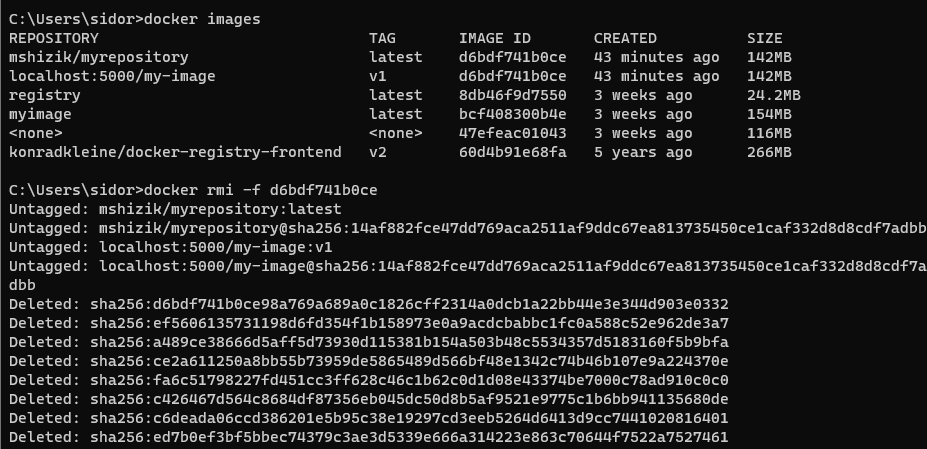 C:\Users\sidor>docker images
REPOSITORY TAG IMAGE ID CREATED SIZE
mshizik/myrepository latest d6bdf741b0ce 43 minutes ago 142MB
localhost:5000/my-image v1 d6bdf741b0ce 43 minutes ago 142MB
registry latest 8db46f9d7550 3 weeks ago 24.2MB
myimage latest bcf408300b4e 3 weeks ago 154MB
<none> <none> 47efeac01043 3 weeks ago 116MB
konradkleine/docker-registry-frontend v2 60d4b91e68fa 5 years ago 266MB
C:\Users\sidor>docker rmi -f d6bdf741b0ce
Untagged: mshizik/myrepository:latest
Untagged: mshizik/myrepository@sha256:14af882fce47dd769aca2511af9ddc67ea813735450ce1caf332d8d8cdf7adbb
Untagged: localhost:5000/my-image:v1
Untagged: localhost:5000/my-image@sha256:14af882fce47dd769aca2511af9ddc67ea813735450ce1caf332d8d8cdf7a
dbb
Deleted: sha256:d6bdf741b0ce98a769a689a0c1826cff2314a0dcb1a22bb44e3e344d903e0332
Deleted: sha256:ef5606135731198d6fd354f1b158973e0a9acdcbabbc1fc0a588c52e962de3a7
Deleted: sha256:a489ce38666d5aff5d73930d115381b154a503b48c5534357d5183160f5b9bfa
Deleted: sha256:ce2a611250a8bb55b73959de5865489d566bf48e1342c74b46b107e9a224370e
Deleted: sha256:fa6c51798227fd451cc3ff628c46c1b62c0d1d08e43374be7000c78ad910c0c0
Deleted: sha256:c426467d564c8684df87356eb045dc50d8b5af9521e9775c1b6bb941135680de
Deleted: sha256:c6deada06ccd386201e5b95c38e19297cd3eeb5264d6413d9cc7441020816401
Deleted: sha256:ed7b0ef3bf5bbec74379c3ae3d5339e666a314223e863c70644f7522a7527461